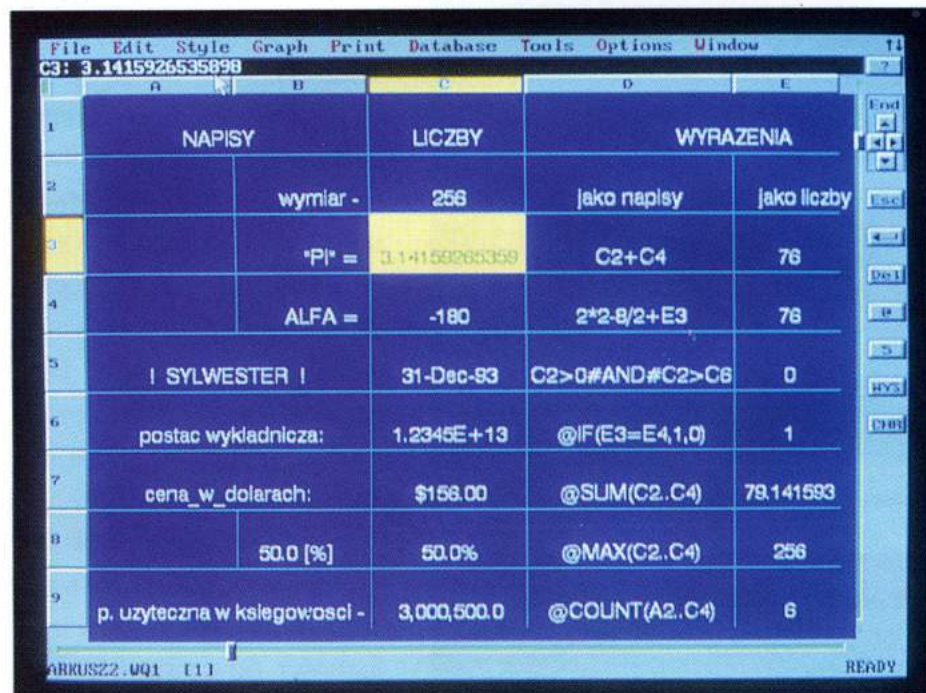 File Edit Style Graph Print Database Tools Options Window ↑↓
C3: 3.1415926535898 ?
A B C D E
End
1 NAPISY LICZBY WYRAZENIA
2 wymiar - 256 jako napisy jako liczby
Esc
3 "PI" = 3.14159265359 C2+C4 76
Del
4 ALFA = -180 2*2-8/2+E3 76
@
5 ! SYLWESTER ! 31-Dec-93 C2>0#AND#C2>C6 0
5
WYS
6 postac wykladnicza: 1.2345E+13 @IF(E3=E4,1,0) 1
CHR
7 cena_w_dolarach: $156.00 @SUM(C2..C4) 79.141593
8 50.0 [%] 50.0% @MAX(C2..C4) 256
9 p. uzyteczna w ksiegowosci - 3,000,500.0 @COUNT(A2..C4) 6
ARKUSZ2.WQ1 [1] READY